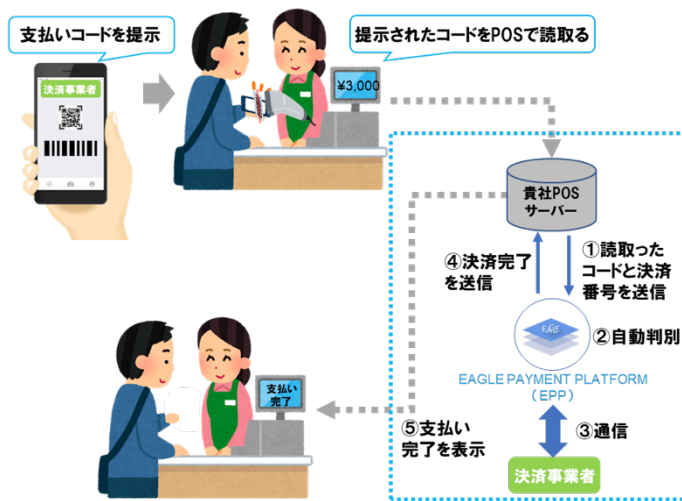 支払いコードを提示
提示されたコードをPOSで読取る
決済事業者
¥3,000
貴社POS
サーバー
④決済完了
を送信
①読取った
コードと決済
番号を送信
EAGLE
②自動判別
EAGLE PAYMENT PLATFORM
(EPP)
支払い
完了
⑤支払い
完了を表示
③通信
決済事業者